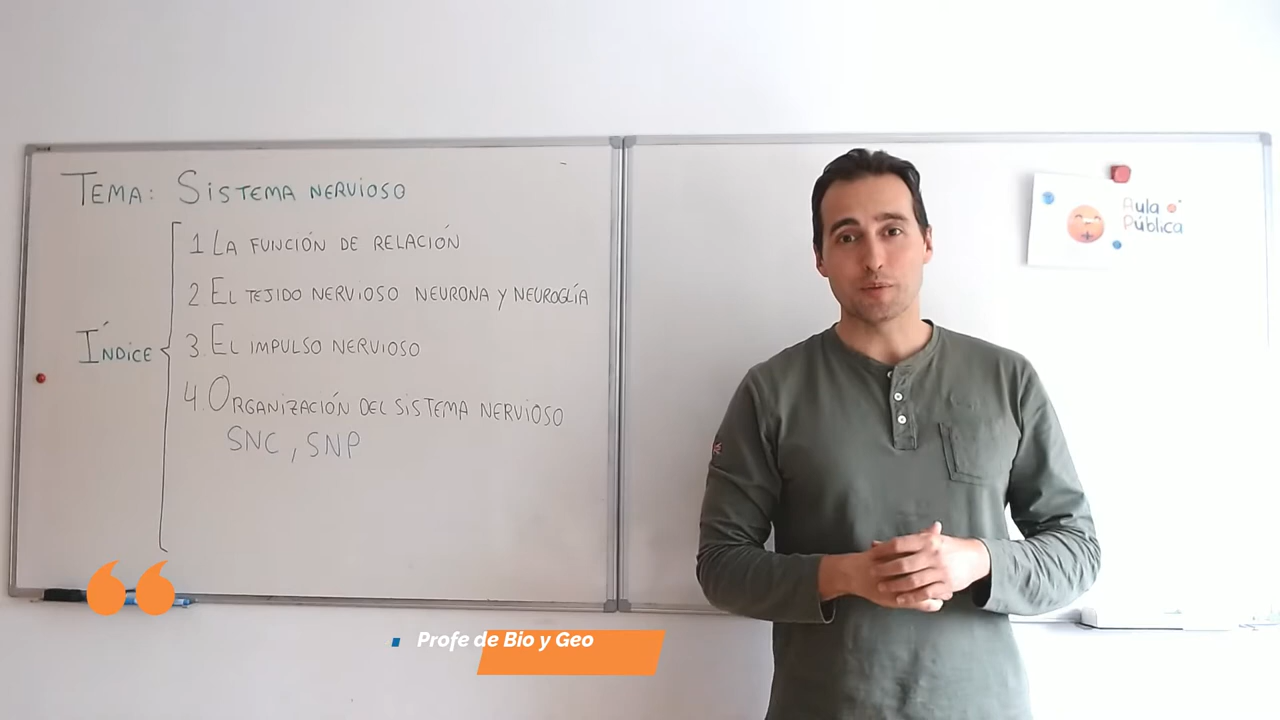 TEMA: SISTEMA NERVIOSO
ÍNDICE
1 LA FUNCIÓN DE RELACIÓN
2. EL TEJIDO NERVIOSO NEURONA Y NEUROGLÍA
3. EL IMPULSO NERVIOSO
4. ORGANIZACIÓN DEL SISTEMA NERVIOSO
SNC, SNP
Aula
Pública
Profe de Bio y Geo